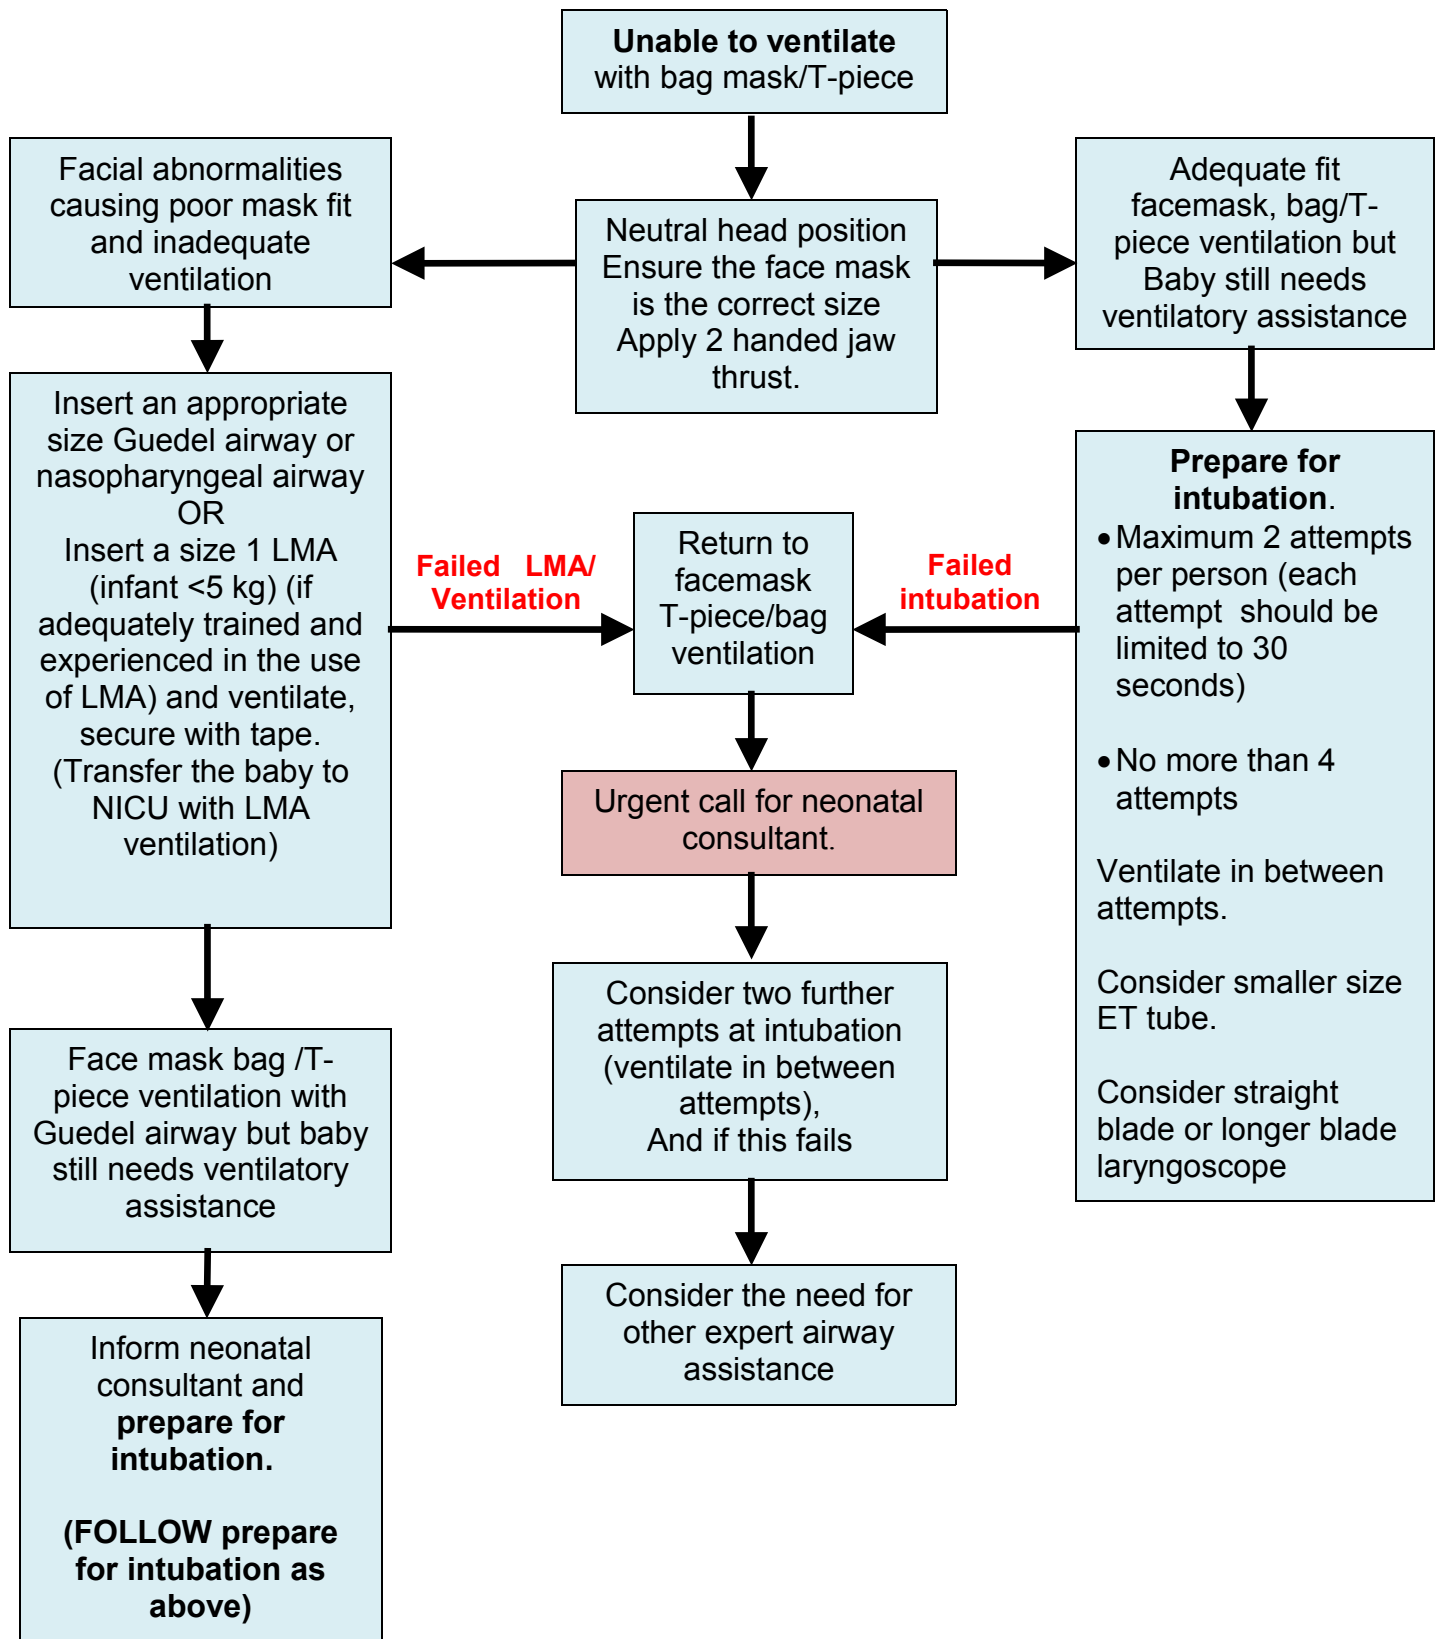 Unable to ventilate
with bag mask/T-piece
Facial abnormalities
causing poor mask fit
and inadequate
ventilation
Neutral head position
Ensure the face mask
is the correct size
Apply 2 handed jaw
thrust.
Adequate fit
facemask, bag/T-
piece ventilation but
Baby still needs
ventilatory assistance
Insert an appropriate
size Guedel airway or
nasopharyngeal airway
OR
Insert a size 1 LMA
(infant <5 kg) (if
adequately trained and
experienced in the use
of LMA) and ventilate,
secure with tape.
(Transfer the baby to
NICU with LMA
ventilation)
Failed LMA/
Ventilation
Return to
facemask
T-piece/bag
ventilation
Failed
intubation
Prepare for
intubation.
• Maximum 2 attempts
per person (each
attempt should be
limited to 30
seconds)
• No more than 4
attempts
Ventilate in between
attempts.
Consider smaller size
ET tube.
Consider straight
blade or longer blade
laryngoscope
Urgent call for neonatal
consultant.
Consider two further
attempts at intubation
(ventilate in between
attempts),
And if this fails
Consider the need for
other expert airway
assistance
Face mask bag /T-
piece ventilation with
Guedel airway but baby
still needs ventilatory
assistance
Inform neonatal
consultant and
prepare for
intubation.
(FOLLOW prepare
for intubation as
above)